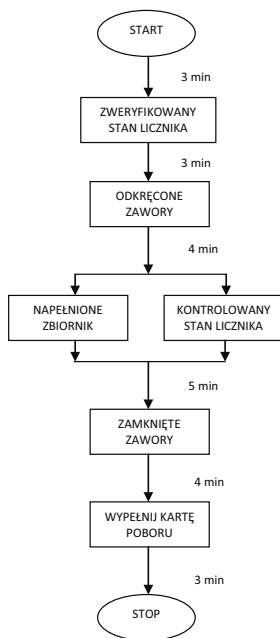 START
3 min
ZWERYFIKOWANY
STAN LICZNIKA
3 min
ODKRĘCONE
ZAWORY
4 min
NAPEŁNIONE
ZBIORNIK
KONTROLOWANY
STAN LICZNIKA
5 min
ZAMKNIĘTE
ZAWORY
4 min
WYPEŁNIJ KARTĘ
POBORU
3 min
STOP